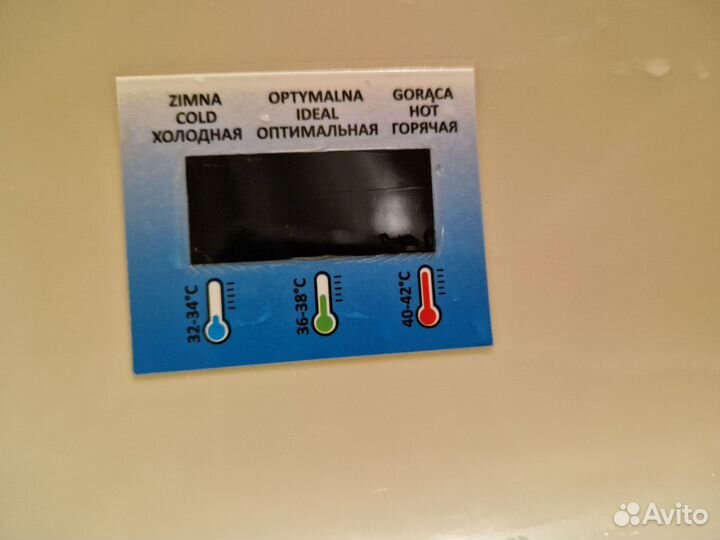 ZIMNA
COLD
ХОЛОДНАЯ
OPTYMALNA
IDEAL
ОПТИМАЛЬНАЯ
GORĄCA
HOT
ГОРЯЧАЯ
32-34°C
36-38°C
40-42°C
Avito